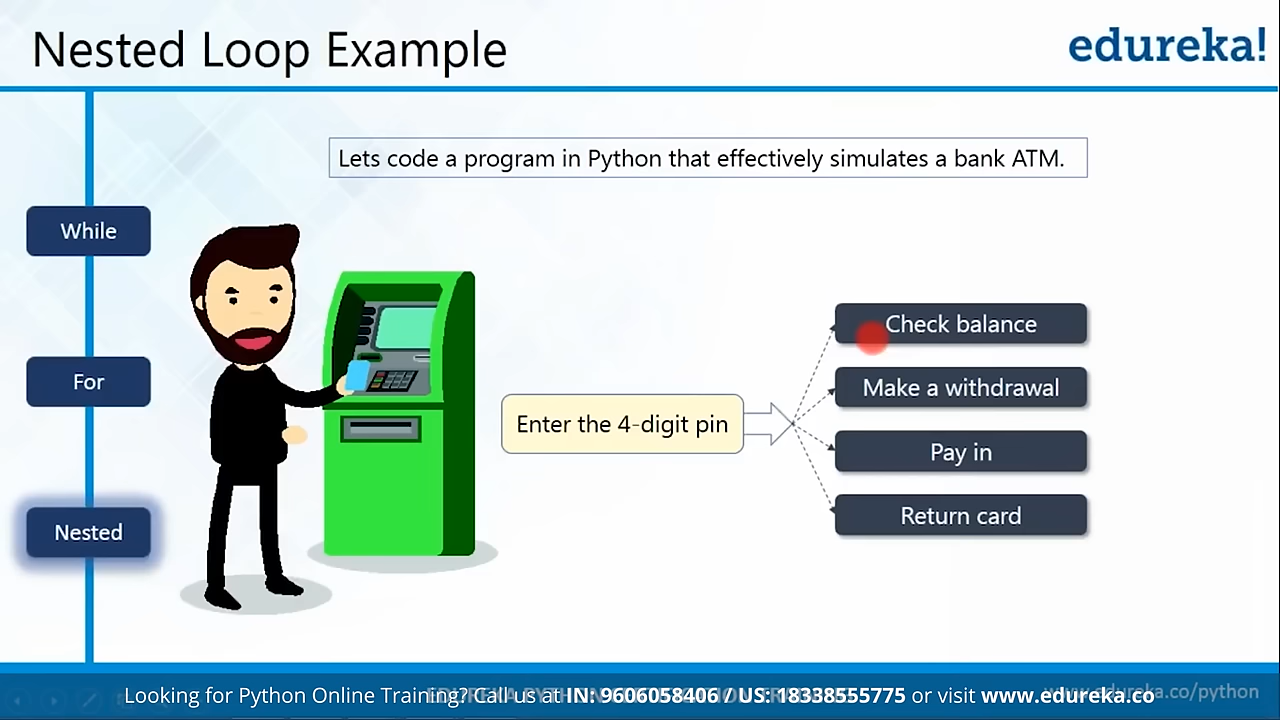 Nested Loop Example
edureka!
Lets code a program in Python that effectively simulates a bank ATM.
While
For
Nested
Enter the 4-digit pin
Check balance
Make a withdrawal
Pay in
Return card
Looking for Python Online Training? Call us at IN: 9606058406 / US: 18338555775 or visit www.edureka.co
www.edureka.co/python